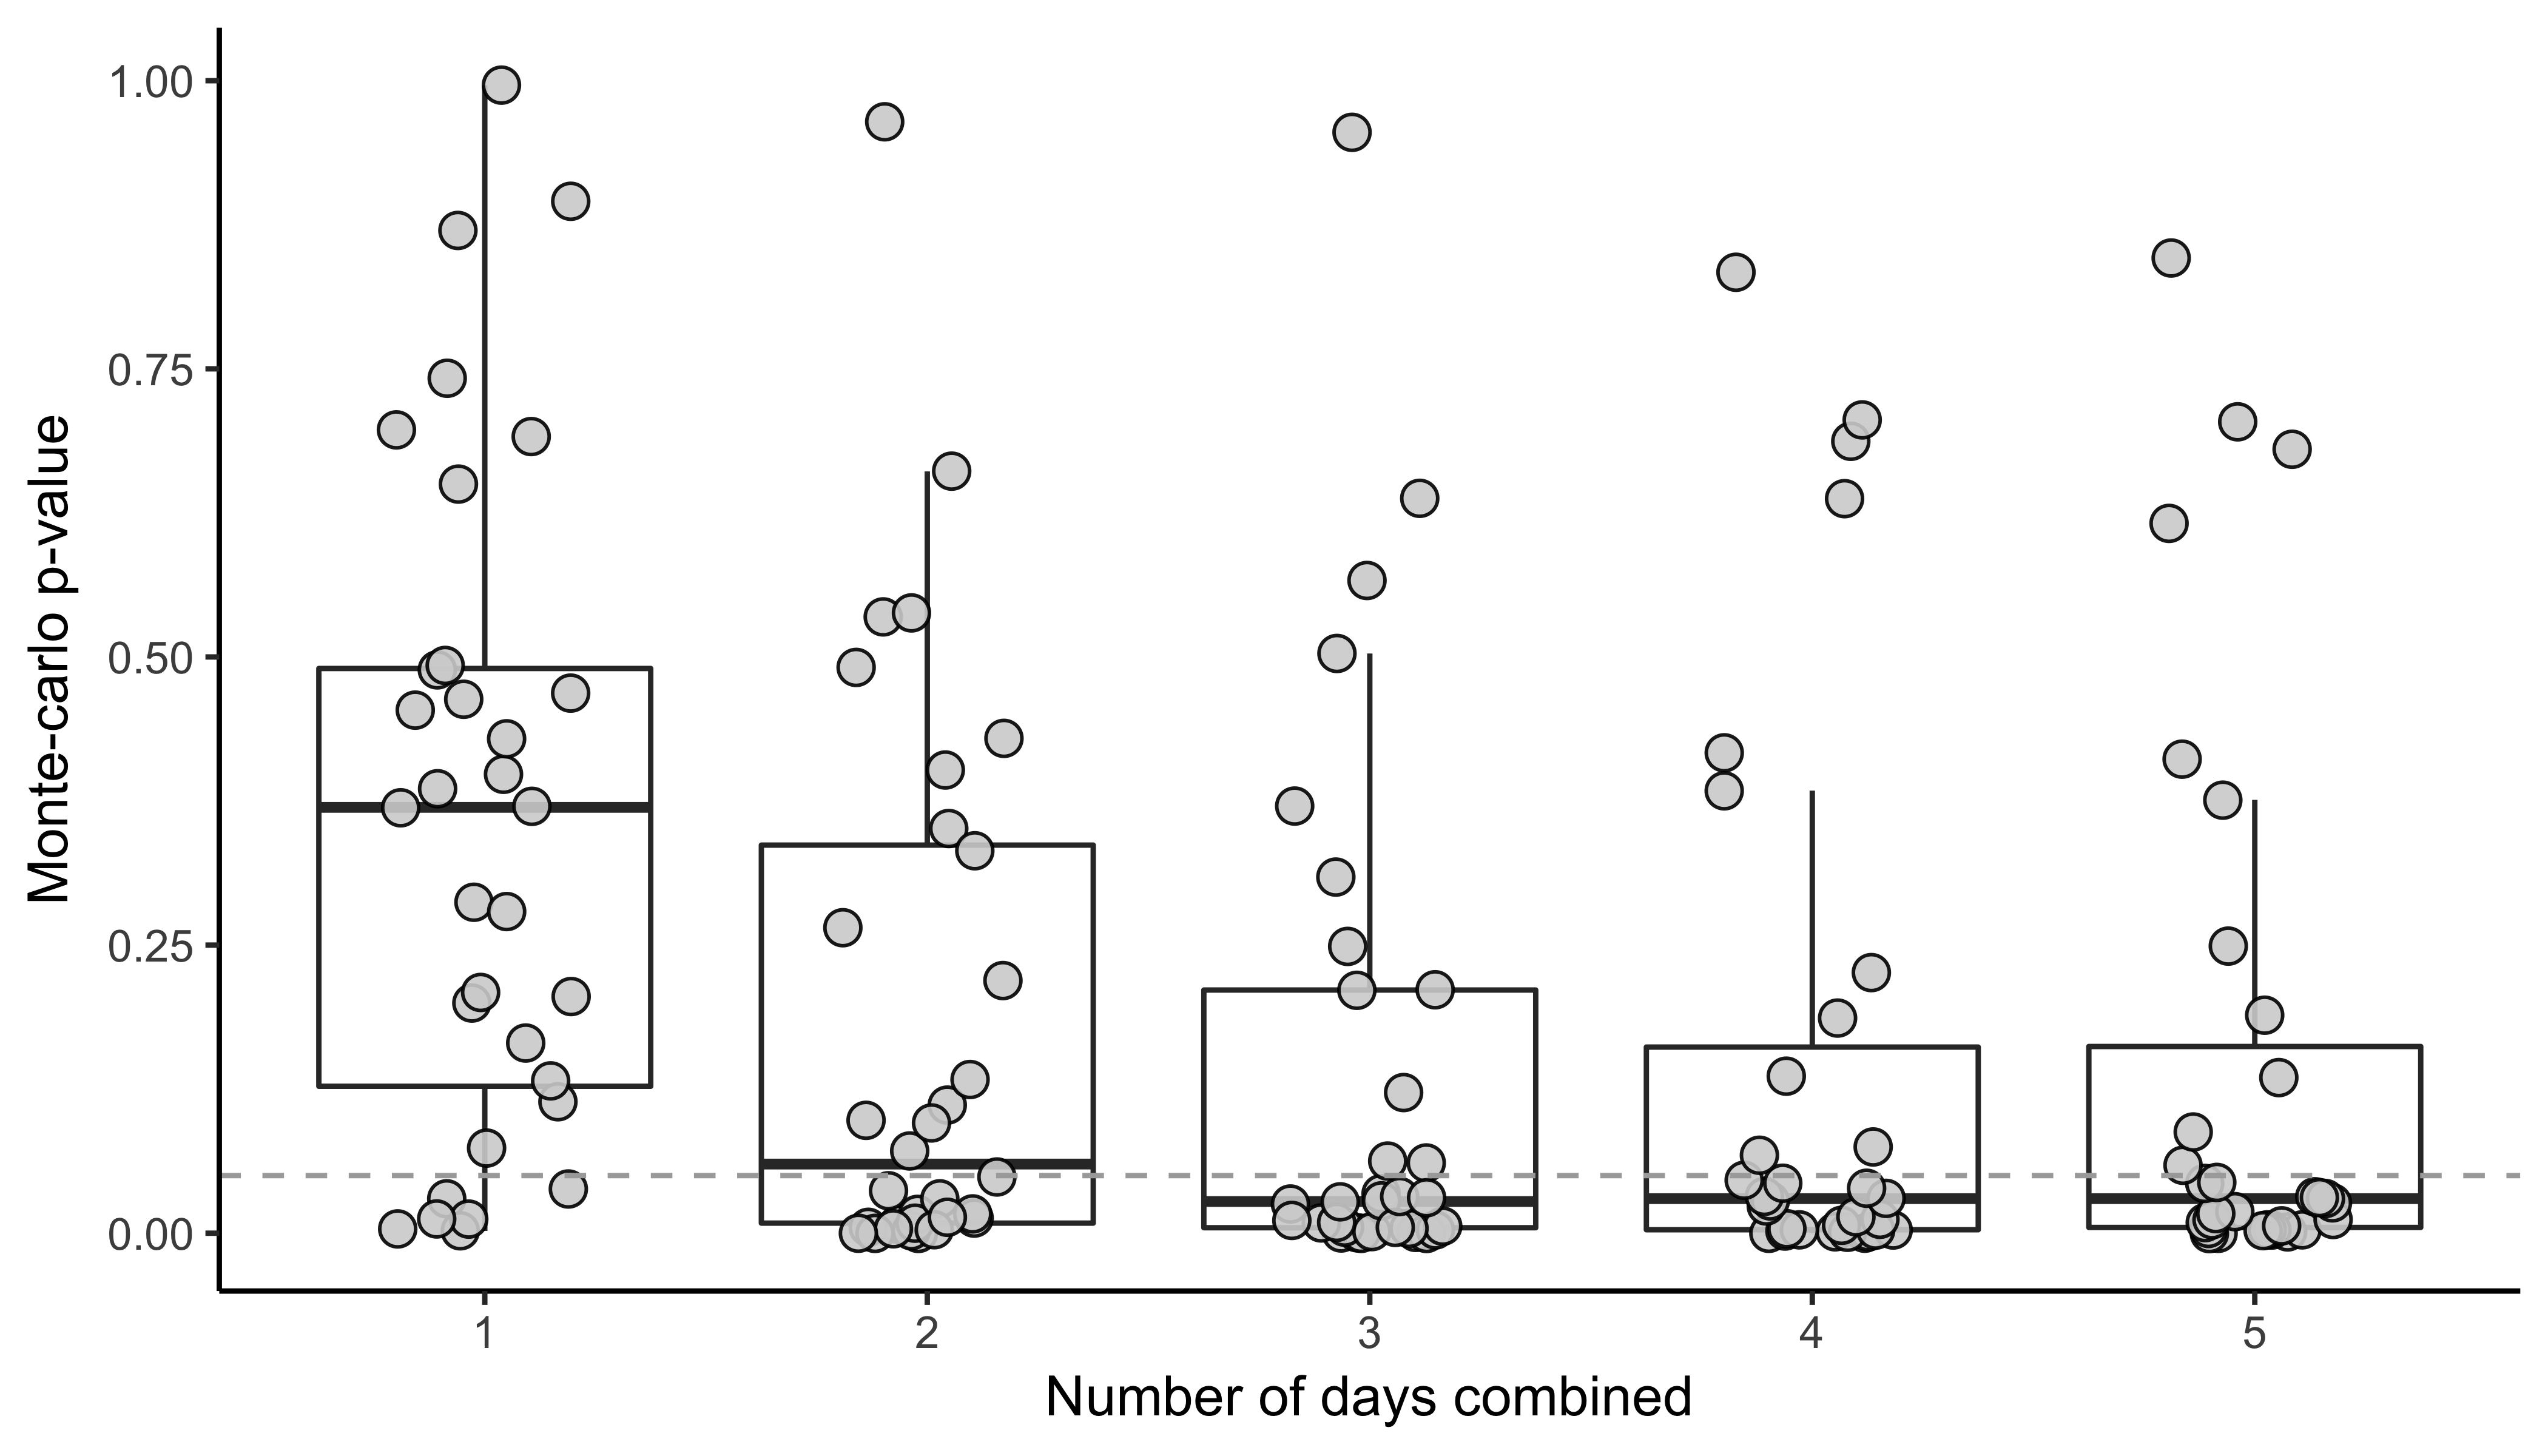 Monte-carlo p-value
1.00
0.75
0.50
0.25
0.00
1 2 3 4 5
Number of days combined